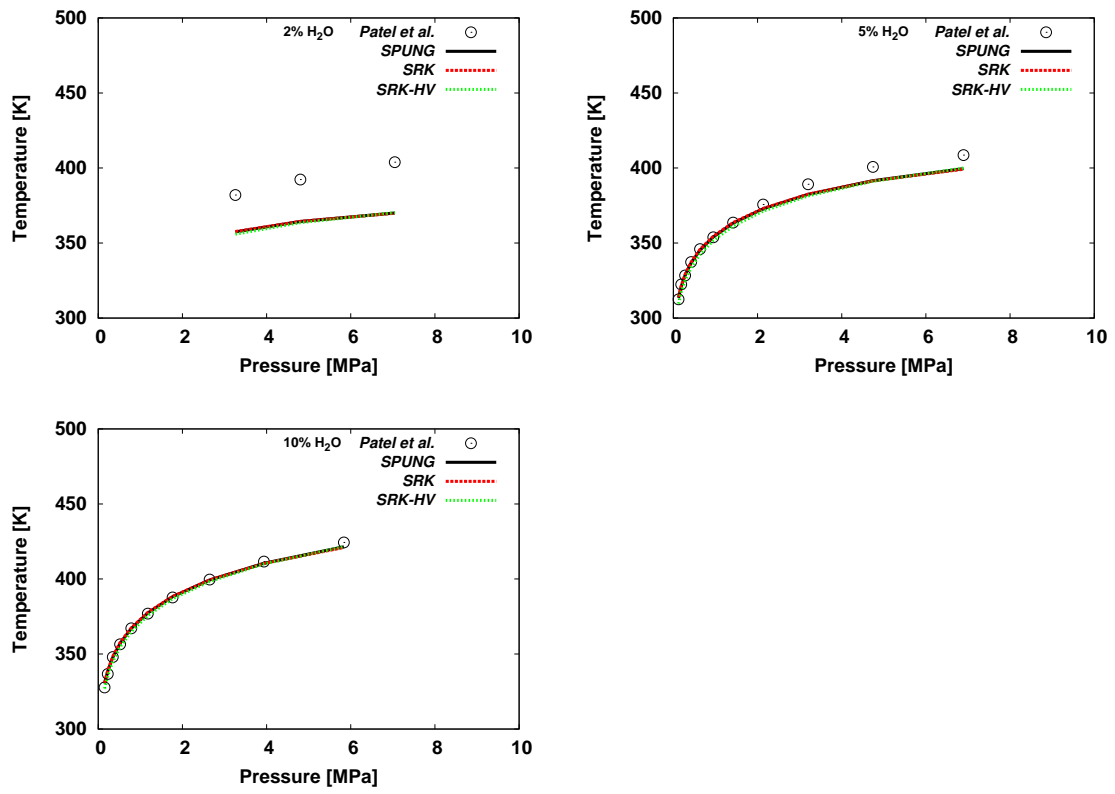 500
450
400
350
300
0 2 4 6 8 10
Temperature [K]
Pressure [MPa]
2% H₂O Patel et al.
SPUNG
SRK
SRK-HV
500
450
400
350
300
0 2 4 6 8 10
Temperature [K]
Pressure [MPa]
5% H₂O Patel et al.
SPUNG
SRK
SRK-HV
500
450
400
350
300
0 2 4 6 8 10
Temperature [K]
Pressure [MPa]
10% H₂O Patel et al.
SPUNG
SRK
SRK-HV